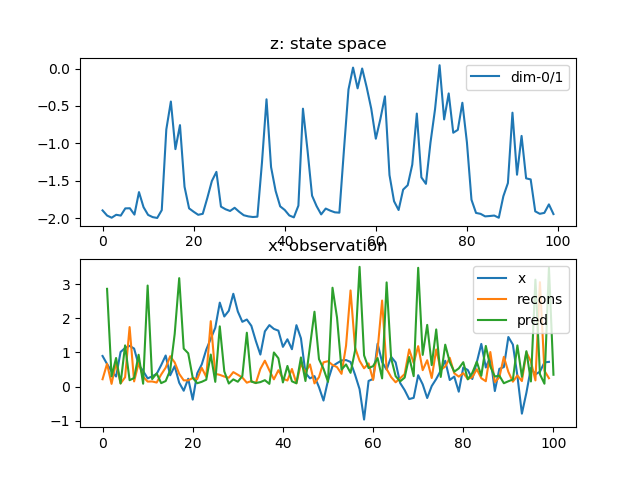 z: state space
dim-0/1
0.0
−0.5
−1.0
−1.5
−2.0
0 20 40 60 80 100
x: observation
x
recons
pred
3
2
1
0
−1
0 20 40 60 80 100